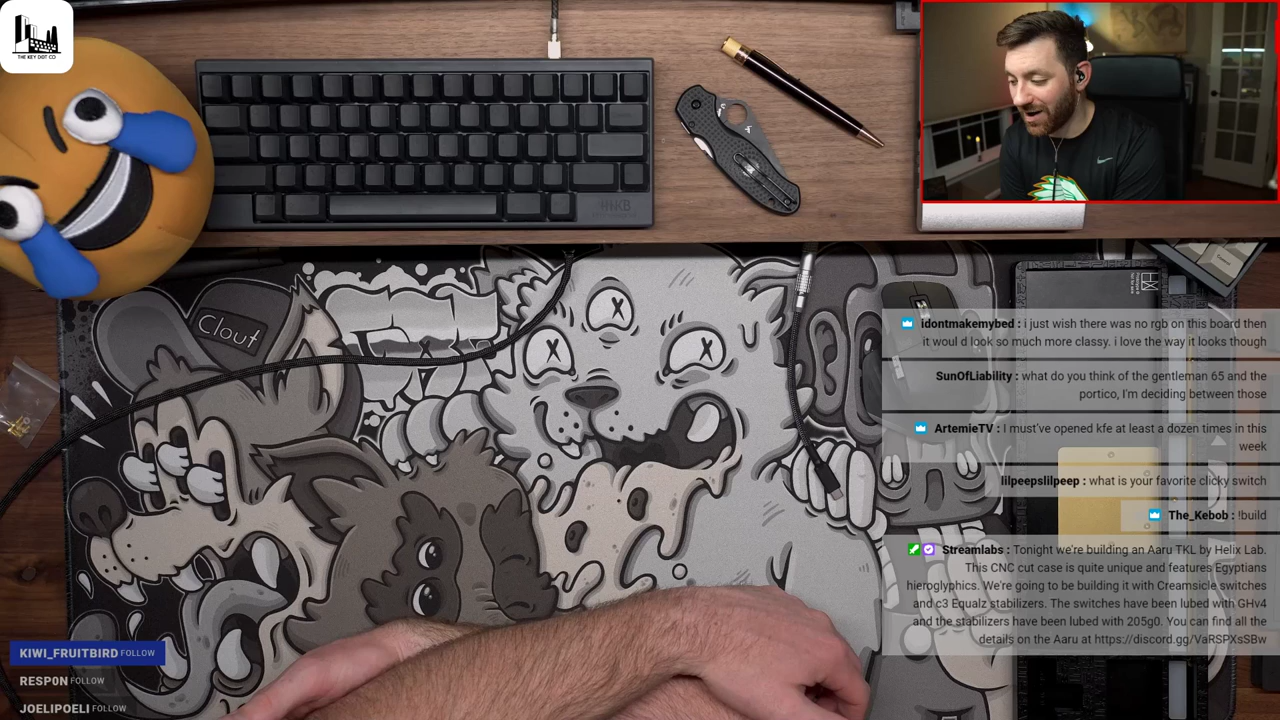 THE KEY DOT CO
HHKB
Clout
idontmakemybed : i just wish there was no rgb on this board then
it woul d look so much more classy. i love the way it looks though
SunOfLiability : what do you think of the gentleman 65 and the
portico, I'm deciding between those
ArtemieTV : I must've opened kfe at least a dozen times in this
week
lilpeepslilpeep : what is your favorite clicky switch
The_Kebob : !build
Streamlabs : Tonight we're building an Aaru TKL by Helix Lab.
This CNC cut case is quite unique and features Egyptians
hieroglyphics. We're going to be building it with Creamsicle switches
and c3 Equalz stabilizers. The switches have been lubed with GHv4
and the stabilizers have been lubed with 205g0. You can find all the
details on the Aaru at https://discord.gg/VaRSPXsSBw
KIWI_FRUITBIRD FOLLOW
RESP0N FOLLOW
JOELIPOELI FOLLOW